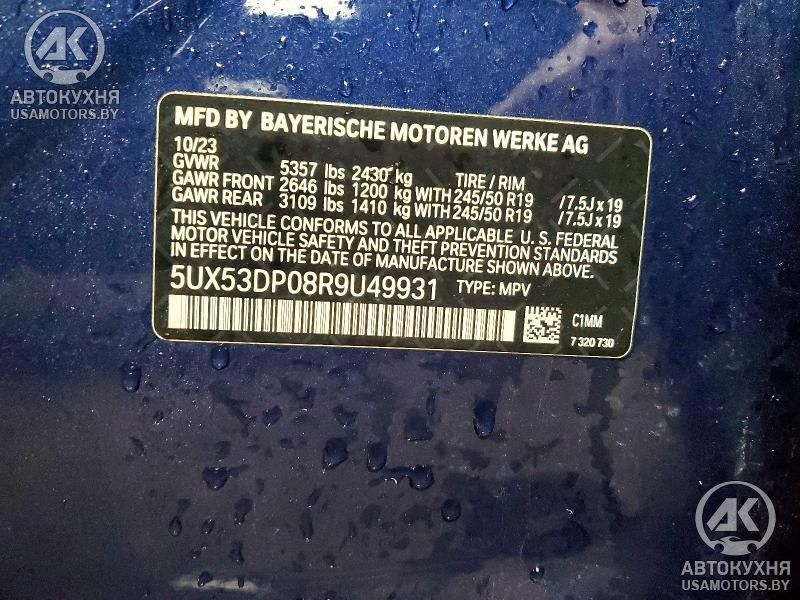 AK
АВТОКУХНЯ
USAMOTORS.BY
MFD BY BAYERISCHE MOTOREN WERKE AG
10/23
GVWR 5357 lbs 2430 kg TIRE / RIM
GAWR FRONT 2646 lbs 1200 kg WITH 245/50 R19 /7.5J x 19
GAWR REAR 3109 lbs 1410 kg WITH 245/50 R19 /7.5J x 19
THIS VEHICLE CONFORMS TO ALL APPLICABLE U. S. FEDERAL
MOTOR VEHICLE SAFETY AND THEFT PREVENTION STANDARDS
IN EFFECT ON THE DATE OF MANUFACTURE SHOWN ABOVE.
5UX53DP08R9U49931 TYPE: MPV
C1MM
7 320 730
AK
АВТОКУХНЯ
USAMOTORS.BY